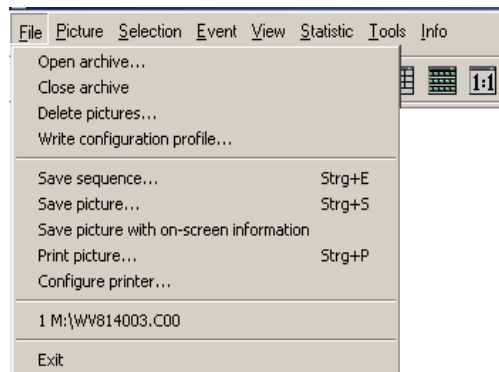 File Picture Selection Event View Statistic Tools Info
Open archive...
Close archive
1:1
Delete pictures...
Write configuration profile...
Save sequence... Strg+E
Save picture... Strg+S
Save picture with on-screen information
Print picture... Strg+P
Configure printer...
1 M:\WV814003.C00
Exit